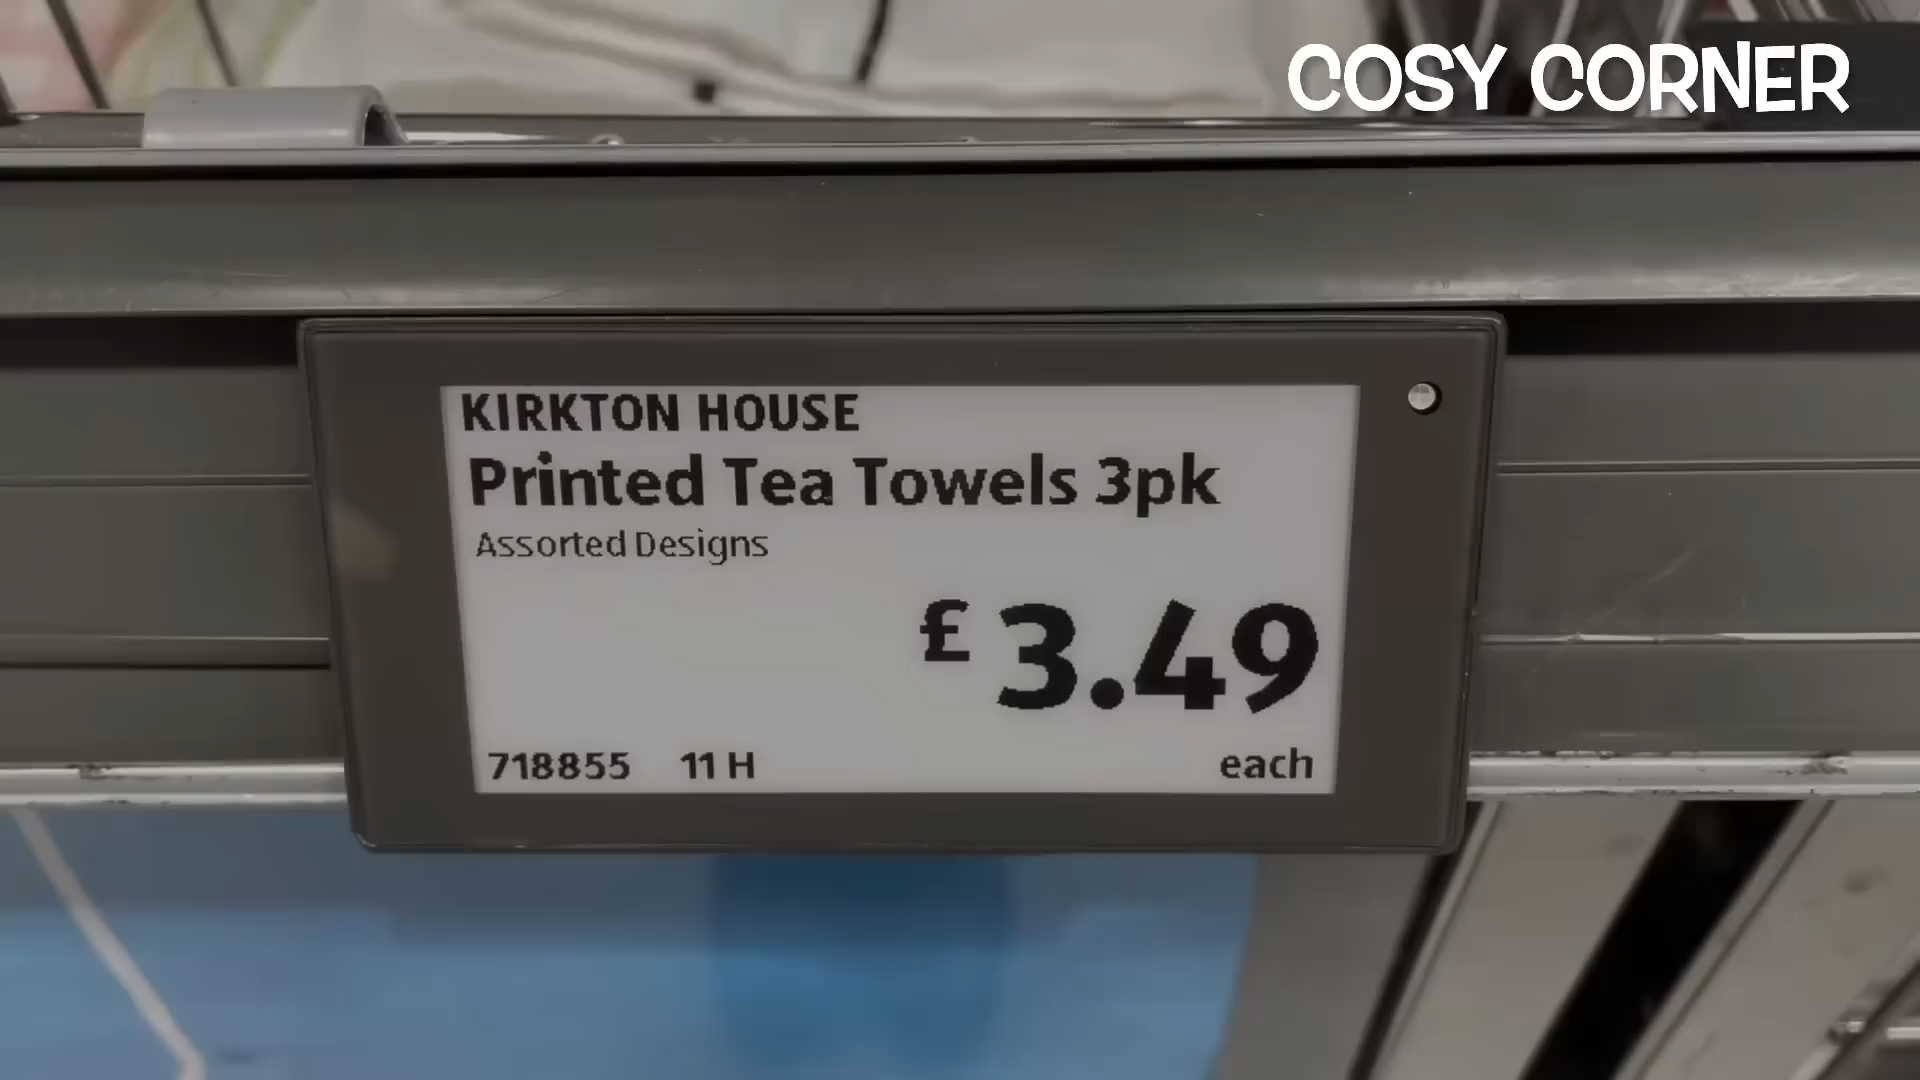 COSY CORNER
KIRKTON HOUSE
Printed Tea Towels 3pk
Assorted Designs
£3.49
718855 11 H each